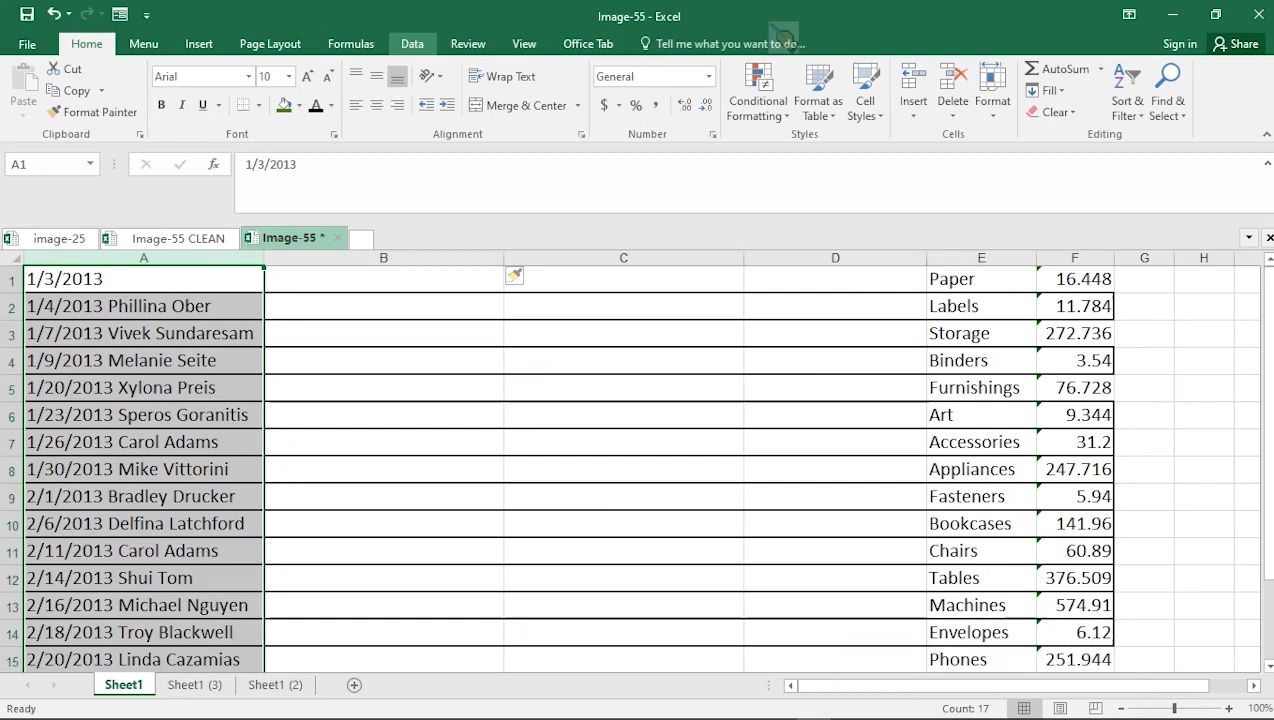 Image-55 - Excel
File Home Menu Insert Page Layout Formulas Data Review View Office Tab Tell me what you want to do... Sign in Share
Cut
Copy
Format Painter
Paste
Clipboard
Arial 10
B I U
Font
Wrap Text
Merge & Center
Alignment
General
$ % ,
Number
Conditional Formatting
Format as Table
Cell Styles
Styles
Insert
Delete
Format
Cells
AutoSum
Fill
Clear
Sort & Filter
Find & Select
Editing
A1 fx 1/3/2013
image-25 Image-55 CLEAN Image-55 *
A B C D E F G H
1 1/3/2013 Paper 16.448
2 1/4/2013 Phillina Ober Labels 11.784
3 1/7/2013 Vivek Sundaresam Storage 272.736
4 1/9/2013 Melanie Seite Binders 3.54
5 1/20/2013 Xylona Preis Furnishings 76.728
6 1/23/2013 Speros Goranitis Art 9.344
7 1/26/2013 Carol Adams Accessories 31.2
8 1/30/2013 Mike Vittorini Appliances 247.716
9 2/1/2013 Bradley Drucker Fasteners 5.94
10 2/6/2013 Delfina Latchford Bookcases 141.96
11 2/11/2013 Carol Adams Chairs 60.89
12 2/14/2013 Shui Tom Tables 376.509
13 2/16/2013 Michael Nguyen Machines 574.91
14 2/18/2013 Troy Blackwell Envelopes 6.12
15 2/20/2013 Linda Cazamias Phones 251.944
Sheet1 Sheet1 (3) Sheet1 (2)
Ready Count: 17 100%